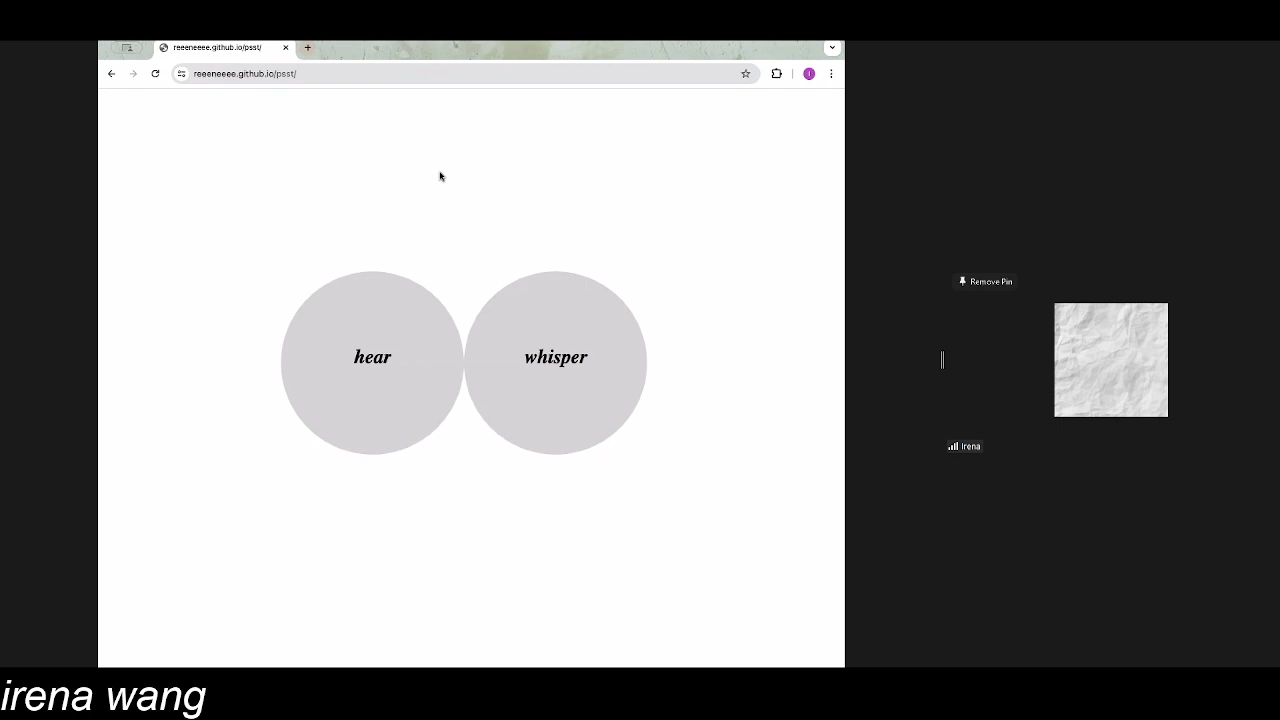 reeeneeee.github.io/psst/
reeeneeee.github.io/psst/
I
hear
whisper
Remove Pin
Irena
irena wang